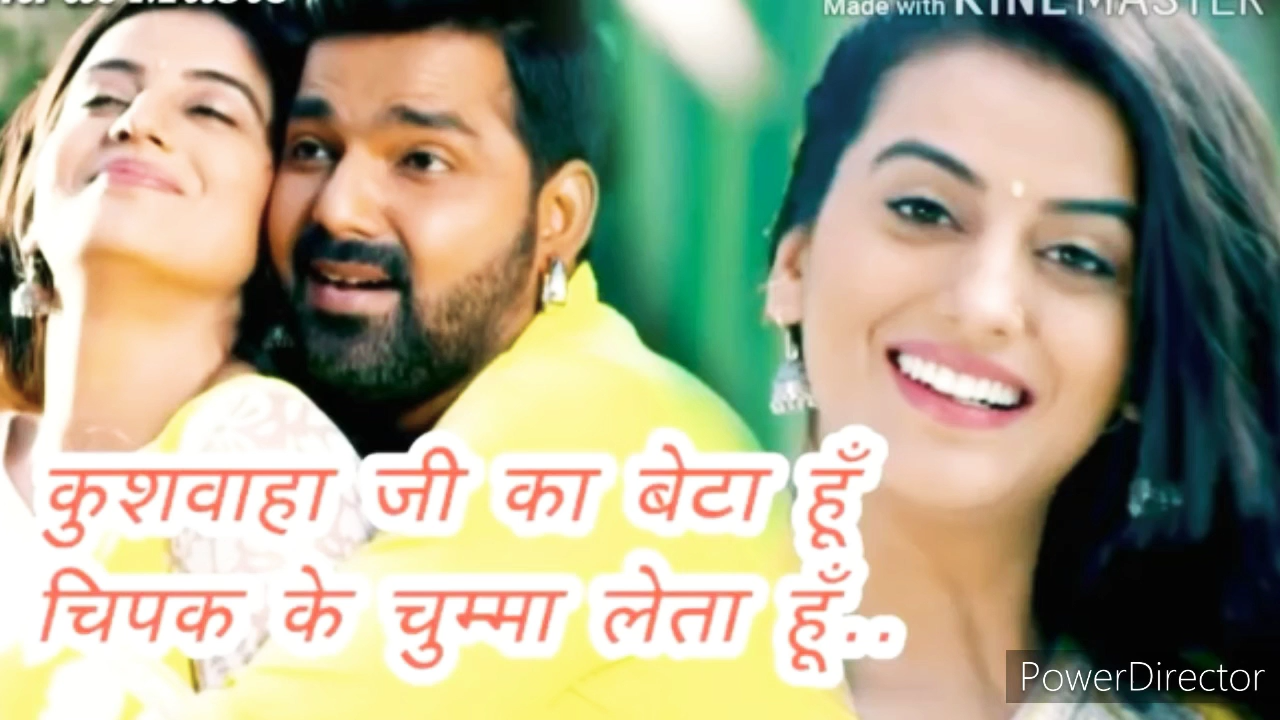 Made with KINEMASTER
कुशवाहा जी का बेटा हूँ
चिपक के चुम्मा लेता हूँ..
PowerDirector